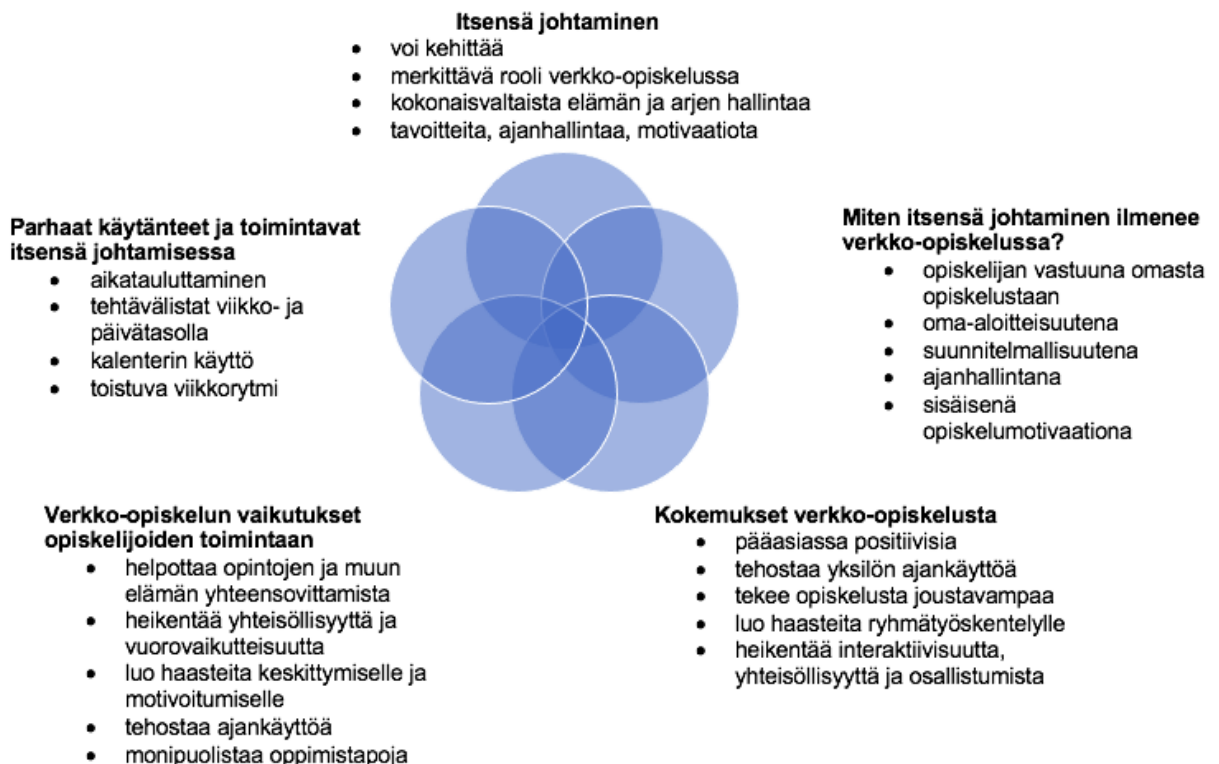 Itsensä johtaminen
• voi kehittää
• merkittävä rooli verkko-opiskelussa
• kokonaisvaltaista elämän ja arjen hallintaa
• tavoitteita, ajanhallintaa, motivaatiota
Parhaat käytänteet ja toimintavat
itsensä johtamisessa
• aikatauluttaminen
• tehtävälistat viikko- ja
päivätasolla
• kalenterin käyttö
• toistuva viikkorytmi
Miten itsensä johtaminen ilmenee
verkko-opiskelussa?
• opiskelijan vastuuna omasta
opiskelustaan
• oma-aloitteisuutena
• suunnitelmallisuutena
• ajanhallintana
• sisäisenä
opiskelumotivaationa
Verkko-opiskelun vaikutukset
opiskelijoiden toimintaan
• helpottaa opintojen ja muun
elämän yhteensovittamista
• heikentää yhteisöllisyyttä ja
vuorovaikutteisuutta
• luo haasteita keskittymiselle ja
motivoitumiselle
• tehostaa ajankäyttöä
• monipuolistaa oppimistapoja
Kokemukset verkko-opiskelusta
• pääasiassa positiivisia
• tehostaa yksilön ajankäyttöä
• tekee opiskelusta joustavampaa
• luo haasteita ryhmätyöskentelylle
• heikentää interaktiivisuutta,
yhteisöllisyyttä ja osallistumista